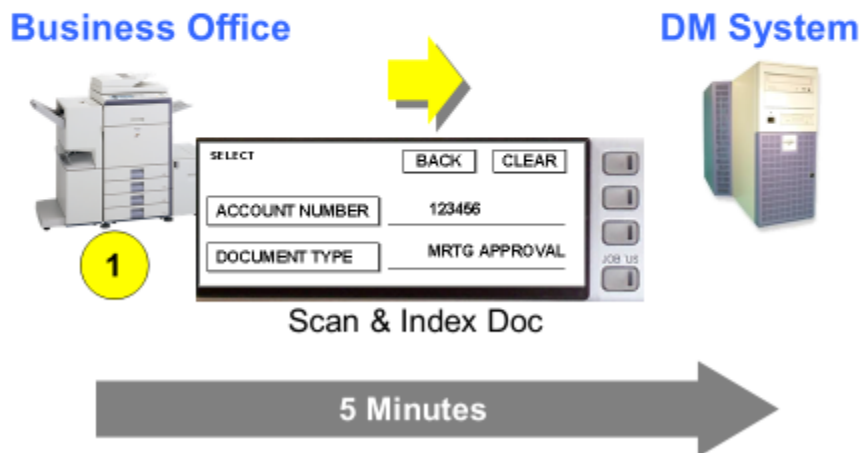 Business Office
DM System
SELECT
BACK
CLEAR
ACCOUNT NUMBER
123456
DOCUMENT TYPE
MRTG APPROVAL
1
Scan & Index Doc
5 Minutes